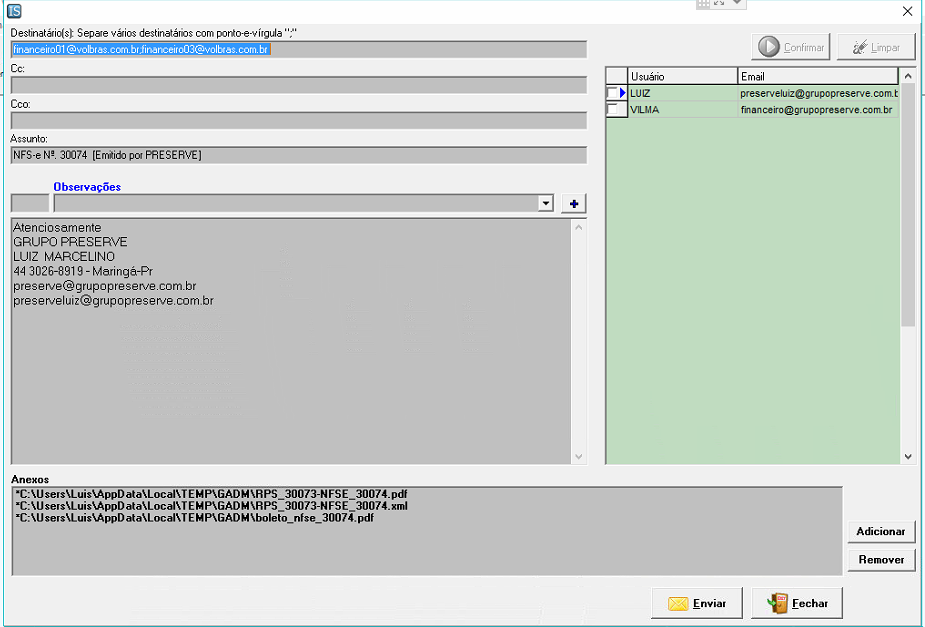 IS
Destinatário(s): Separe vários destinatários com ponto-e-vírgula '';''
financeiro01@volbras.com.br;financeiro03@volbras.com.br
Cc:
Cco:
Assunto:
NFS-e Nª. 30074 [Emitido por PRESERVE]
Observações
Atenciosamente
GRUPO PRESERVE
LUIZ MARCELINO
44 3026-8919 - Maringá-Pr
preserve@grupopreserve.com.br
preserveluiz@grupopreserve.com.br
Confirmar
Limpar
Usuário Email
LUIZ preserveluiz@grupopreserve.com.b
VILMA financeiro@grupopreserve.com.br
Anexos
*C:\Users\Luis\AppData\Local\TEMP\GADM\RPS_30073-NFSE_30074.pdf
*C:\Users\Luis\AppData\Local\TEMP\GADM\RPS_30073-NFSE_30074.xml
*C:\Users\Luis\AppData\Local\TEMP\GADM\boleto_nfse_30074.pdf
Adicionar
Remover
Enviar
Fechar